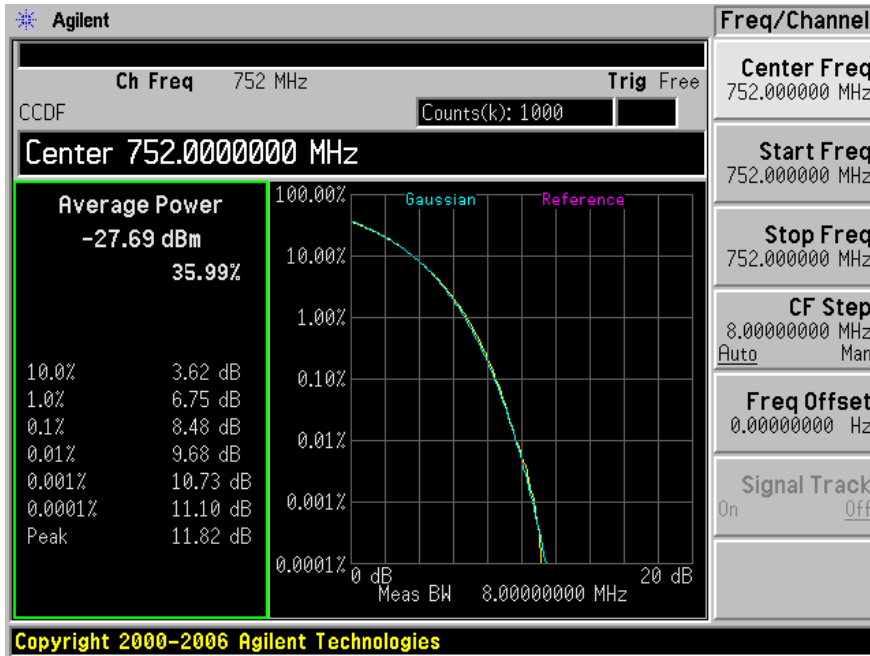 Agilent
Freq/Channel
Ch Freq 752 MHz Trig Free
CCDF Counts(k): 1000
Center 752.0000000 MHz
Average Power
-27.69 dBm
35.99%
10.0% 3.62 dB
1.0% 6.75 dB
0.1% 8.48 dB
0.01% 9.68 dB
0.001% 10.73 dB
0.0001% 11.10 dB
Peak 11.82 dB
Gaussian Reference
100.00%
10.00%
1.00%
0.10%
0.01%
0.001%
0.0001%
0 dB 20 dB
Meas BW 8.00000000 MHz
Center Freq
752.000000 MHz
Start Freq
752.000000 MHz
Stop Freq
752.000000 MHz
CF Step
8.00000000 MHz
Auto Man
Freq Offset
0.00000000 Hz
Signal Track
On Off
Copyright 2000-2006 Agilent Technologies